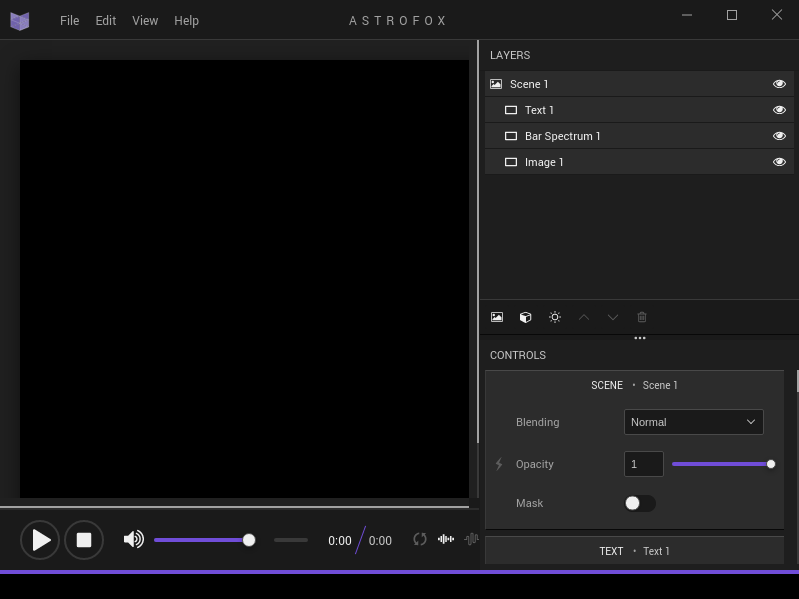 File Edit View Help ASTROFOX
LAYERS
Scene 1
Text 1
Bar Spectrum 1
Image 1
CONTROLS
SCENE • Scene 1
Blending Normal
Opacity 1
Mask
0:00 / 0:00
TEXT • Text 1